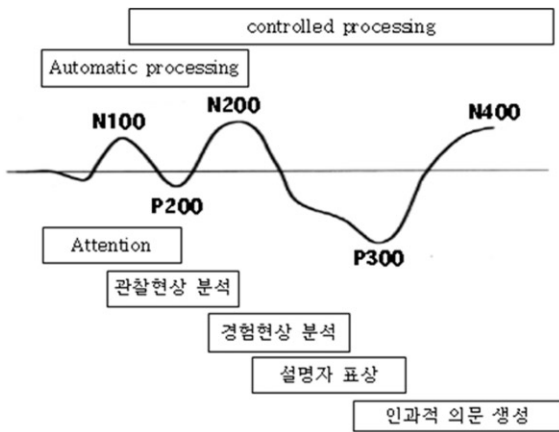 controlled processing
Automatic processing
N200
N400
N100
P200
P300
Attention
관찰현상 분석
경험현상 분석
설명자 표상
인과적 의문 생성